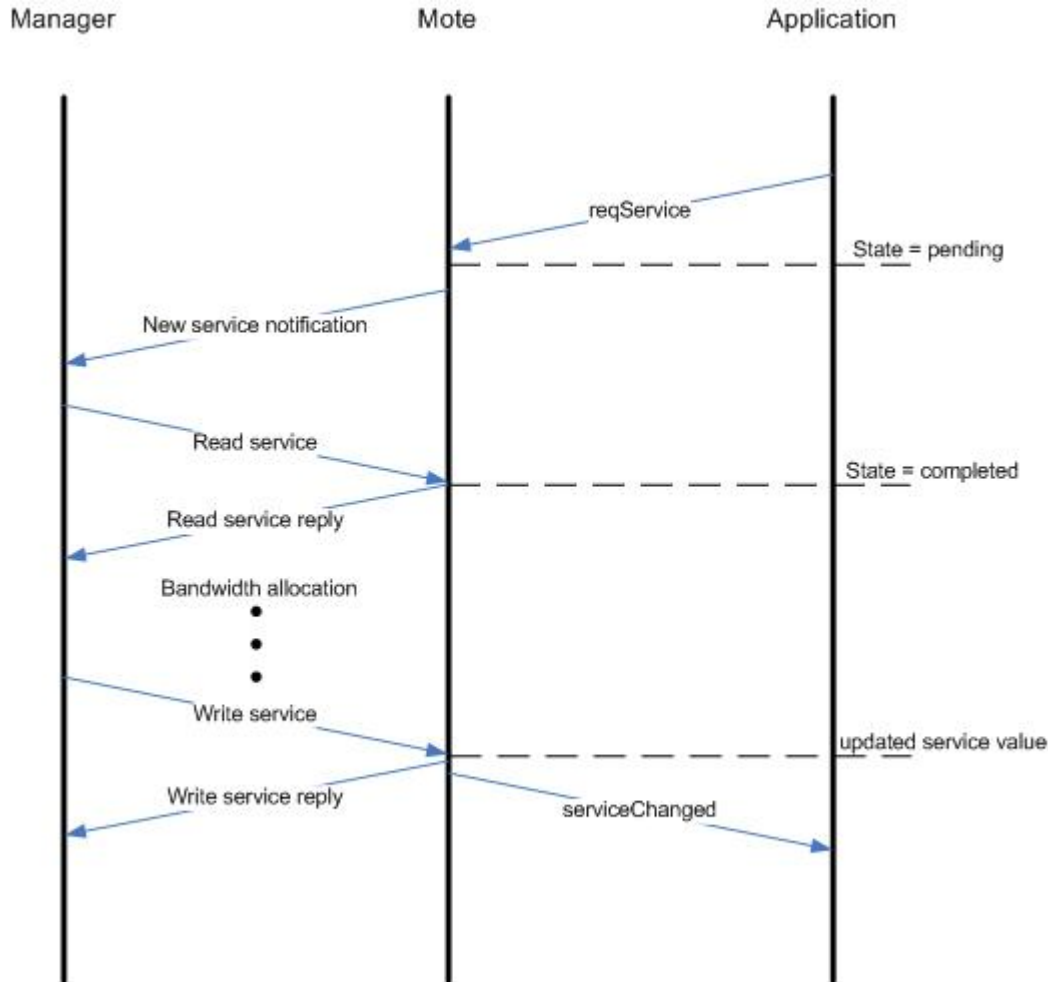 Manager
Mote
Application
reqService
State = pending
New service notification
Read service
State = completed
Read service reply
Bandwidth allocation
Write service
updated service value
Write service reply
serviceChanged